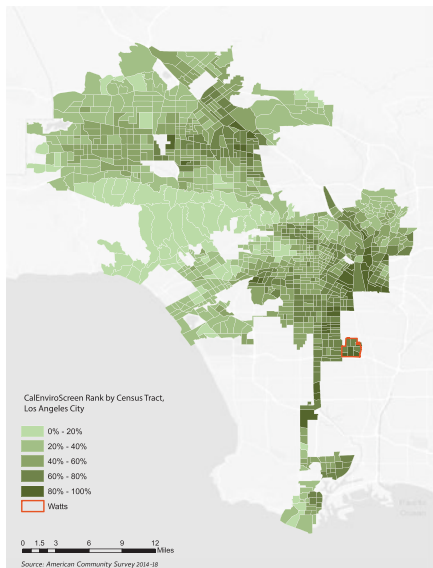 CalEnviroScreen Rank by Census Tract,
Los Angeles City
0% - 20%
20% - 40%
40% - 60%
60% - 80%
80% - 100%
Watts
0 1.5 3 6 9 12
Miles
Source: American Community Survey 2014-18